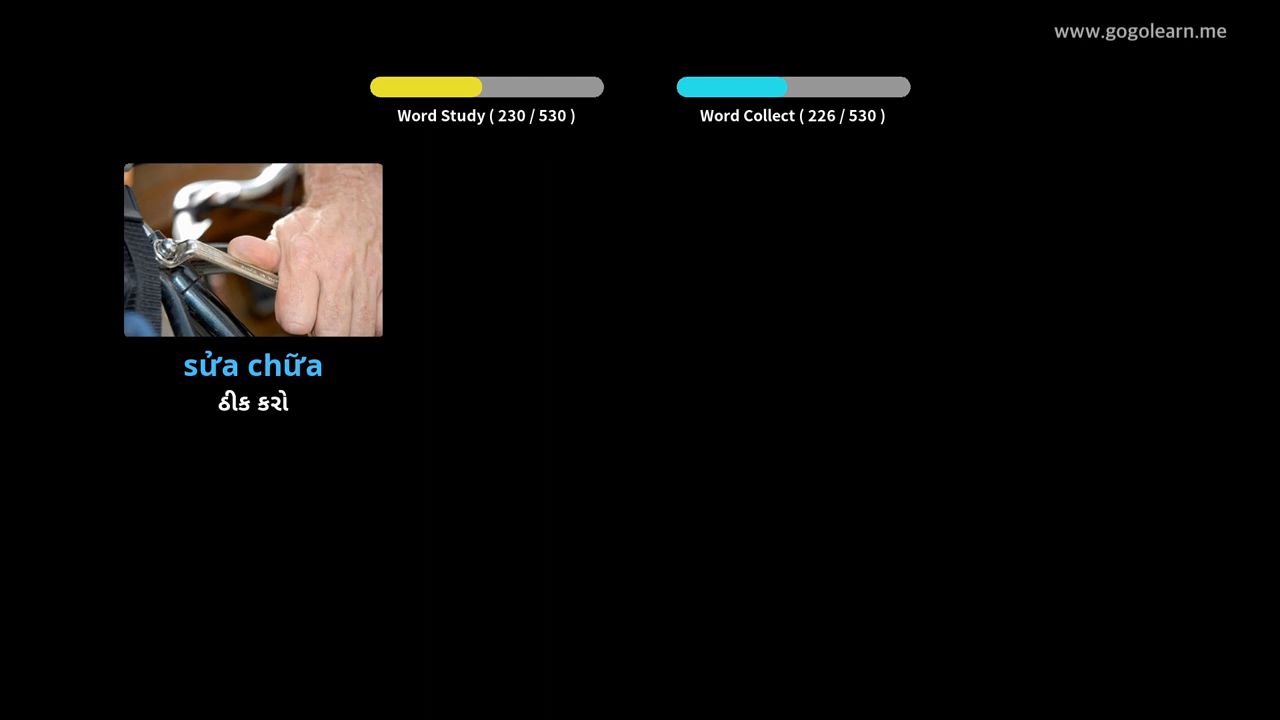 www.gogolearn.me
Word Study ( 230 / 530 )
Word Collect ( 226 / 530 )
sửa chữa
ઠીક કરો